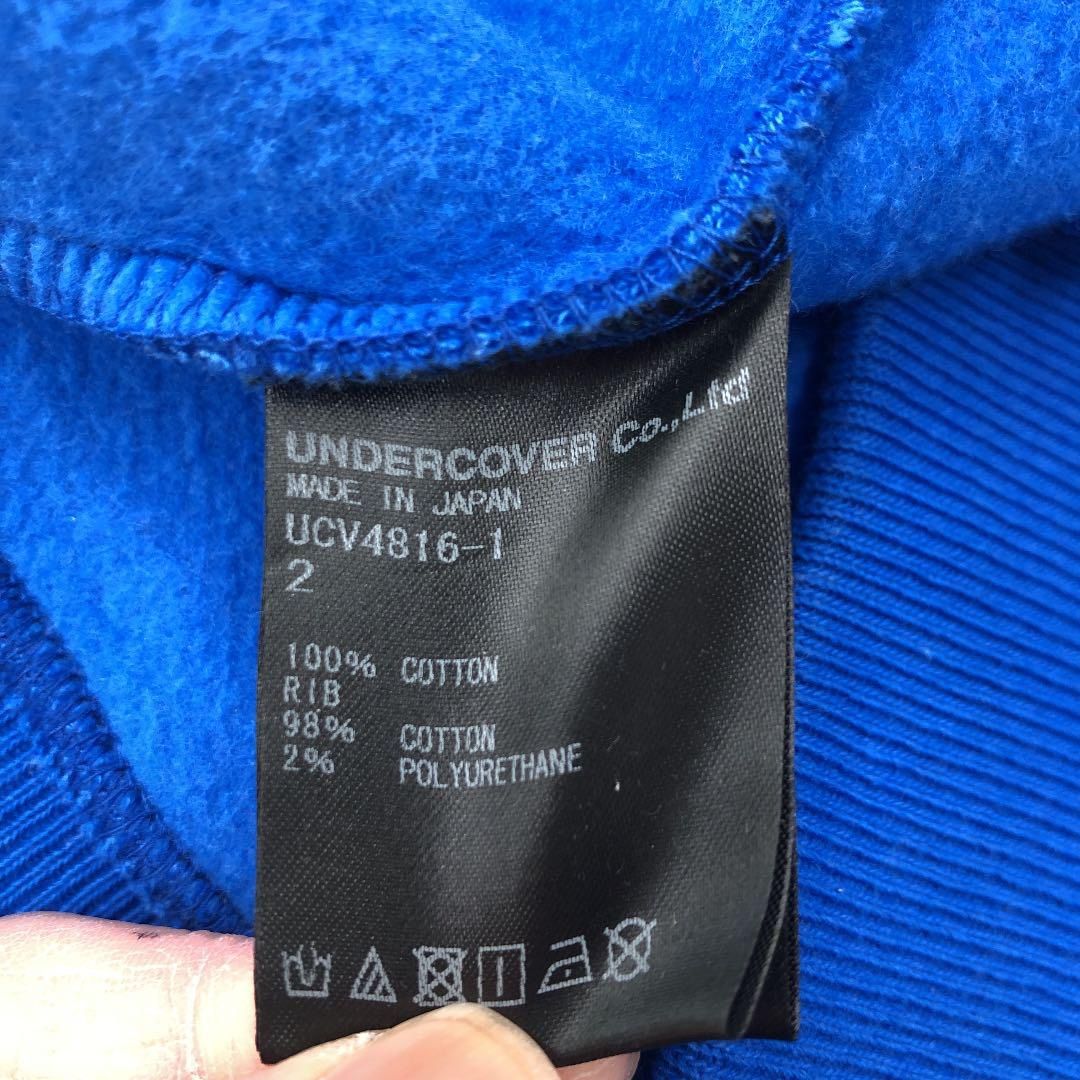 UNDERCOVER Co.,Ltd
MADE IN JAPAN
UCV4816-1
2
100% COTTON
RIB
98% COTTON
2% POLYURETHANE